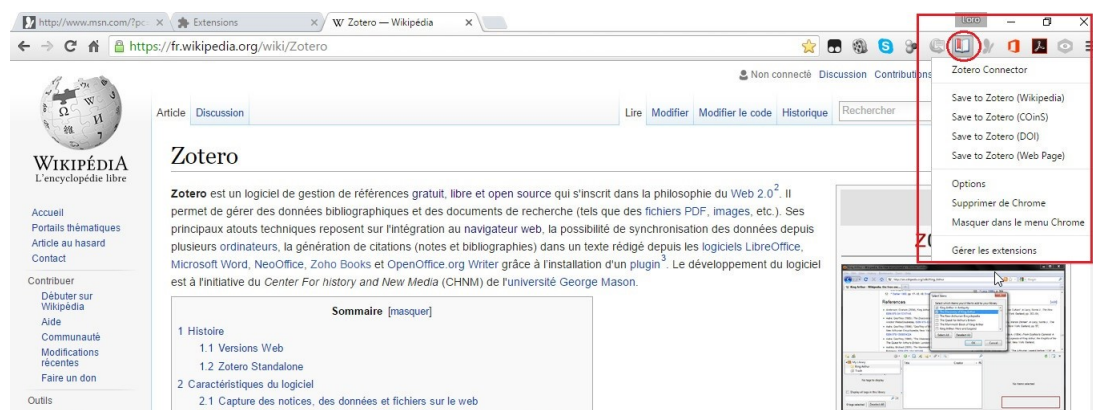 http://www.msn.com/?pc
Extensions
W Zotero — Wikipédia
Toro
https://fr.wikipedia.org/wiki/Zotero
Non connecté Discussion Contributions
Article Discussion
Lire Modifier Modifier le code Historique
Rechercher
WIKIPÉDIA
L'encyclopédie libre
Accueil
Portails thématiques
Article au hasard
Contact
Contribuer
Débuter sur
Wikipédia
Aide
Communauté
Modifications
récentes
Faire un don
Outils
Zotero
Zotero est un logiciel de gestion de références gratuit, libre et open source qui s'inscrit dans la philosophie du Web 2.0². Il
permet de gérer des données bibliographiques et des documents de recherche (tels que des fichiers PDF, images, etc.). Ses
principaux atouts techniques reposent sur l'intégration au navigateur web, la possibilité de synchronisation des données depuis
plusieurs ordinateurs, la génération de citations (notes et bibliographies) dans un texte rédigé depuis les logiciels LibreOffice,
Microsoft Word, NeoOffice, Zoho Books et OpenOffice.org Writer grâce à l'installation d'un plugin³. Le développement du logiciel
est à l'initiative du Center For history and New Media (CHNM) de l'université George Mason.
Sommaire [masquer]
1 Histoire
1.1 Versions Web
1.2 Zotero Standalone
2 Caractéristiques du logiciel
2.1 Capture des notices, des données et fichiers sur le web
Zotero Connector
Save to Zotero (Wikipedia)
Save to Zotero (COinS)
Save to Zotero (DOI)
Save to Zotero (Web Page)
Options
Supprimer de Chrome
Masquer dans le menu Chrome
Gérer les extensions
References